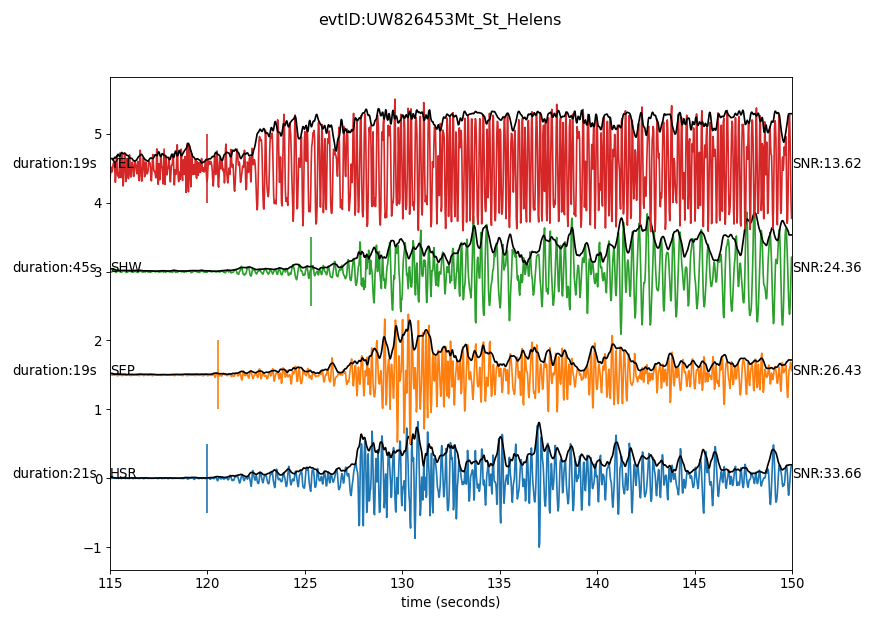 evtID:UW826453Mt_St_Helens
5
duration:19s YEL SNR:13.62
4
duration:45s SHW SNR:24.36
3
2
duration:19s SEP SNR:26.43
1
duration:21s HSR SNR:33.66
0
−1
115 120 125 130 135 140 145 150
time (seconds)